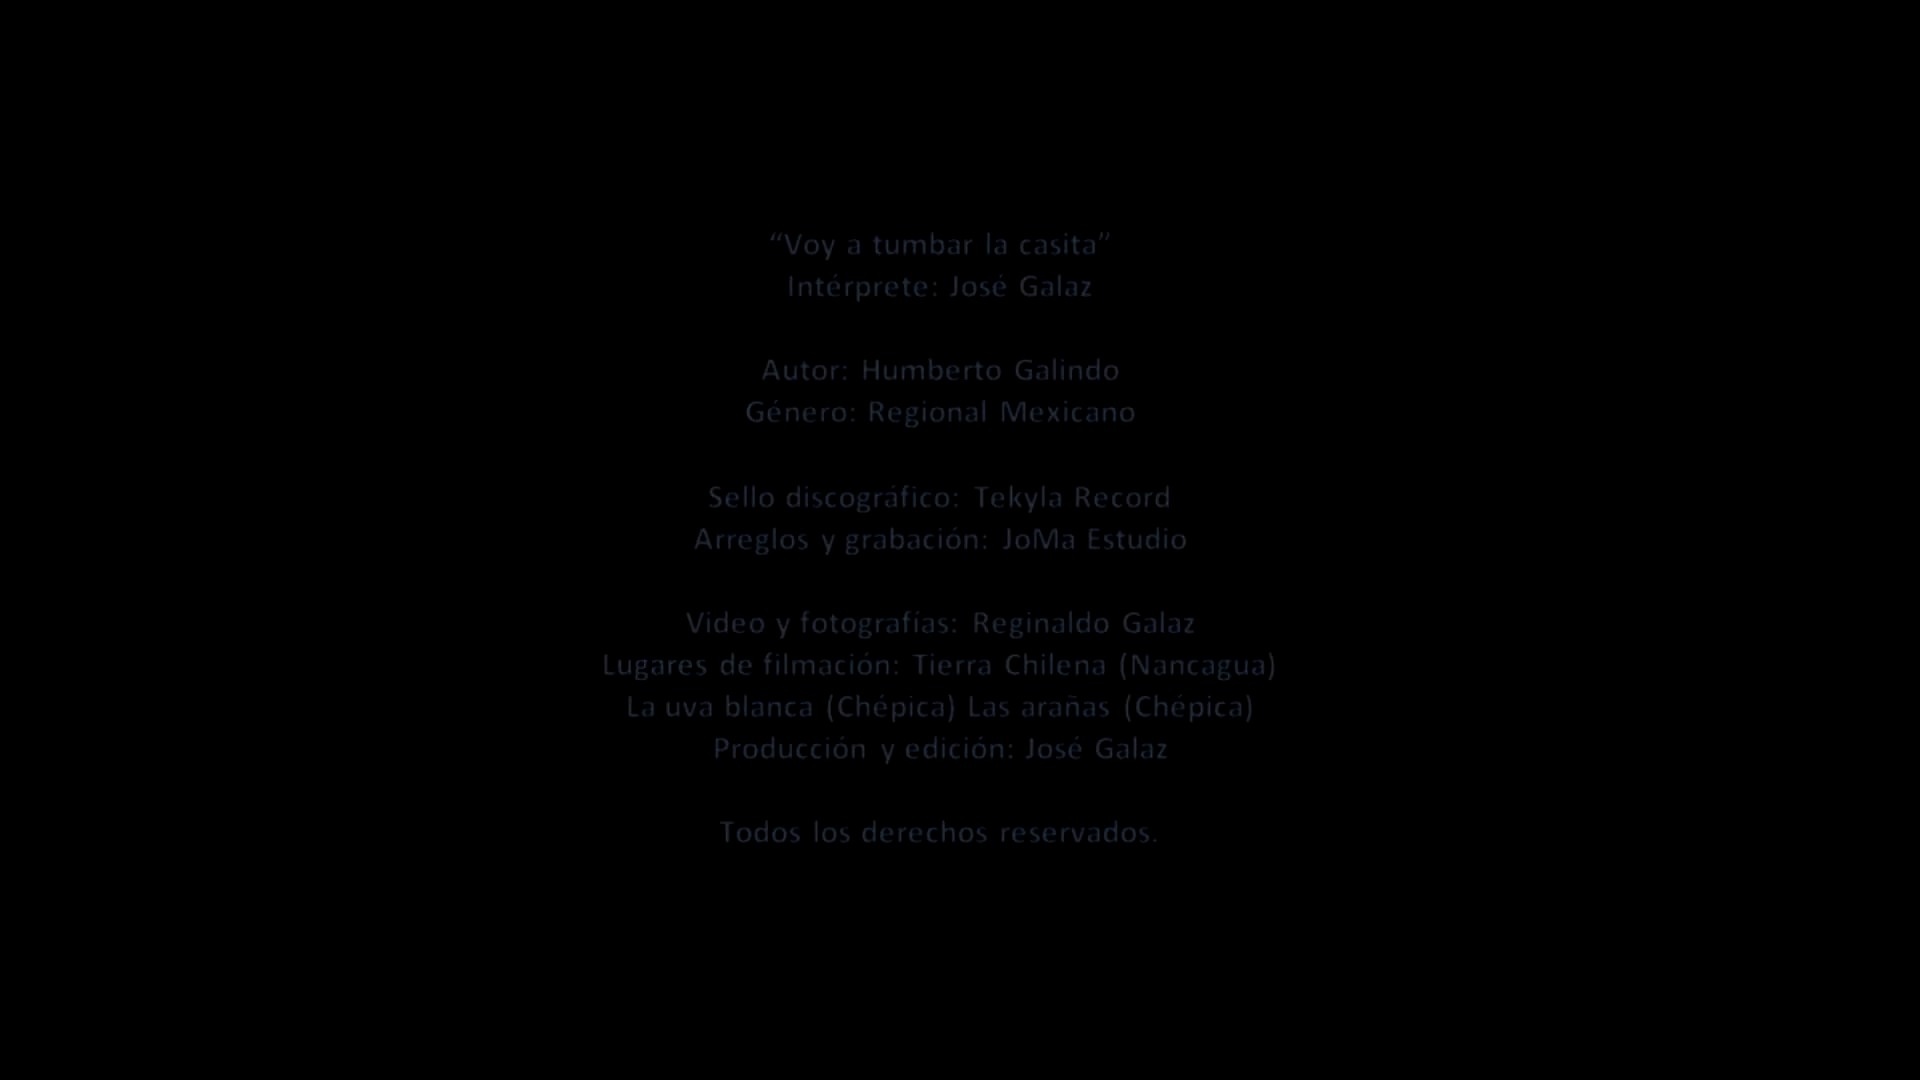 “Voy a tumbar la casita”
Intérprete: José Galaz
Autor: Humberto Galindo
Género: Regional Mexicano
Sello discográfico: Tekyla Record
Arreglos y grabación: JoMa Estudio
Video y fotografías: Reginaldo Galaz
Lugares de filmación: Tierra Chilena (Nancagua)
La uva blanca (Chépica) Las arañas (Chépica)
Producción y edición: José Galaz
Todos los derechos reservados.